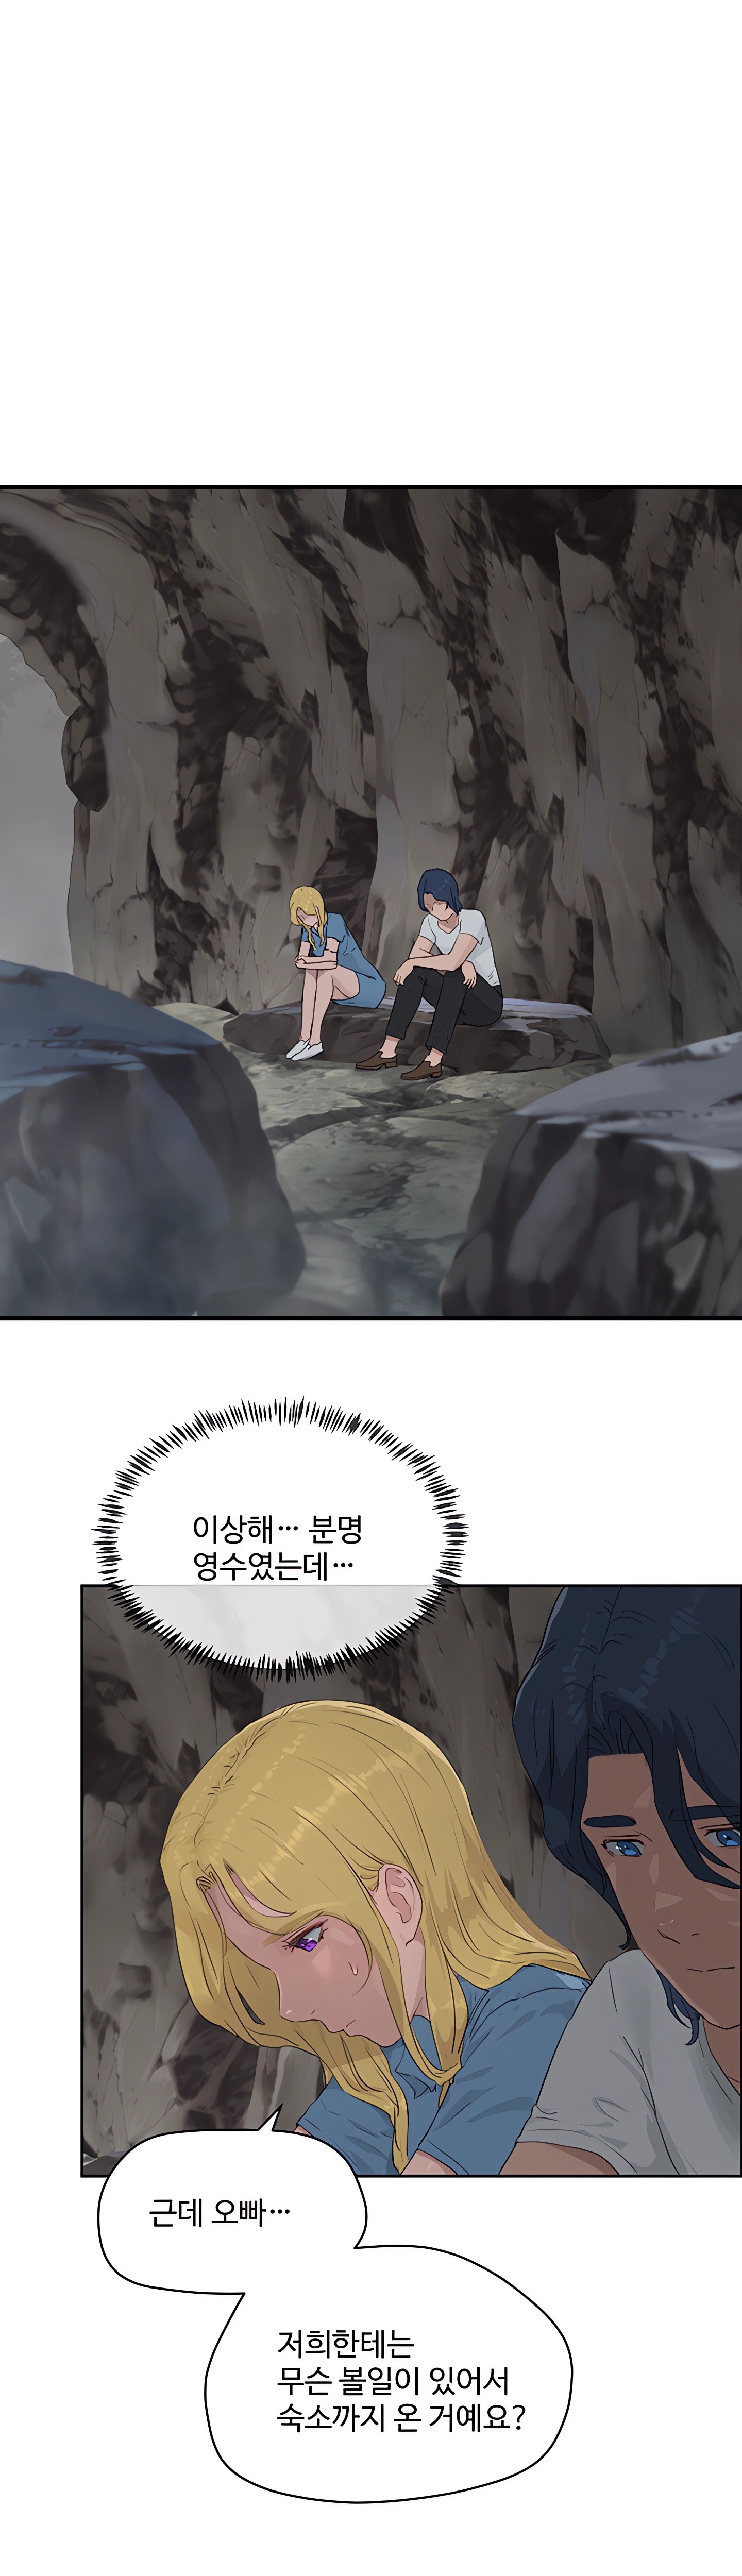 이상해… 분명
영수였는데…
근데 오빠…
저희한테는
무슨 볼일이 있어서
숙소까지 온 거예요?